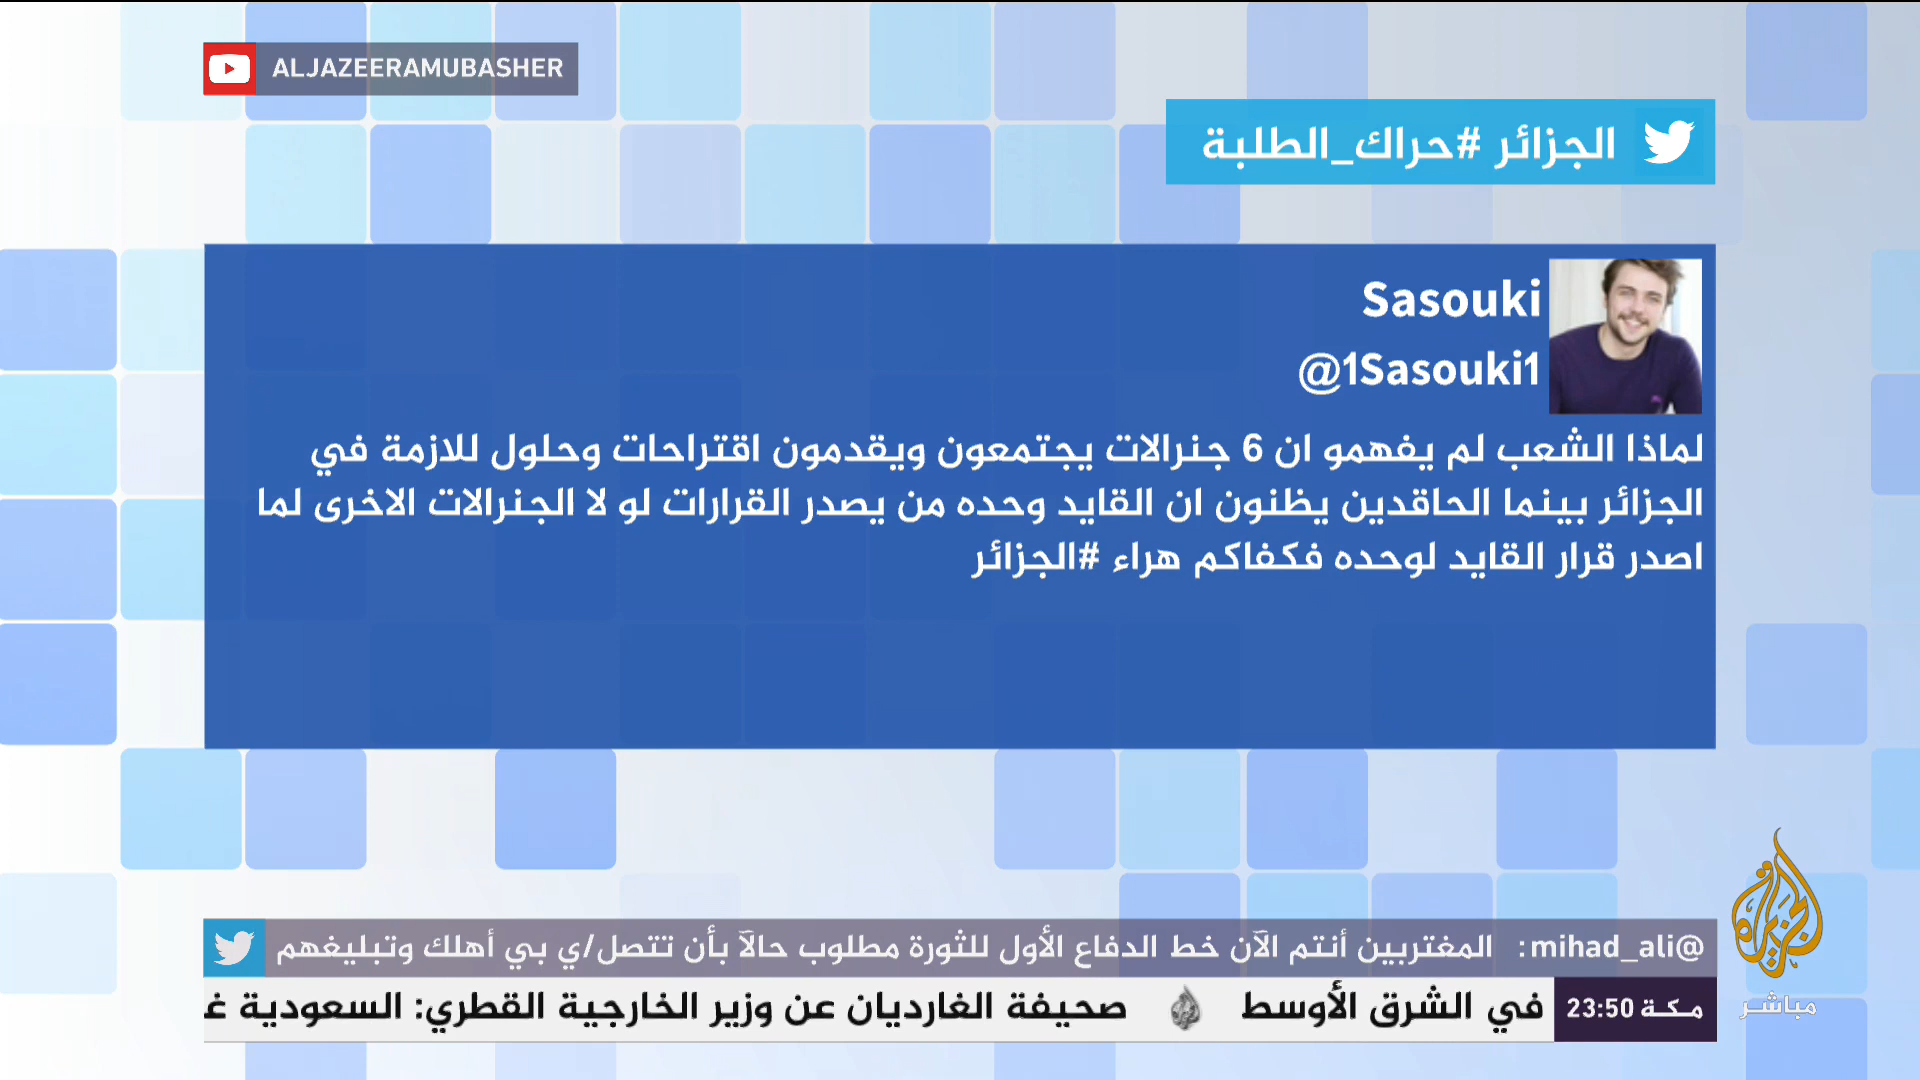 ALJAZEERAMUBASHER
الجزائر #حراك_الطلبة
Sasouki
@1Sasouki1
لماذا الشعب لم يفهمو ان 6 جنرالات يجتمعون ويقدمون اقتراحات وحلول للازمة في
الجزائر بينما الحاقدين يظنون ان القايد وحده من يصدر القرارات لو لا الجنرالات الاخرى لما
اصدر قرار القايد لوحده فكفاكم هراء #الجزائر
@mihad_ali: المغتربين أنتم الآن خط الدفاع الأول للثورة مطلوب حالآ بأن تتصل/ي بي أهلك وتبليغهم
مكة 23:50
في الشرق الأوسط صحيفة الغارديان عن وزير الخارجية القطري: السعودية غ
الجزيرة
مباشر